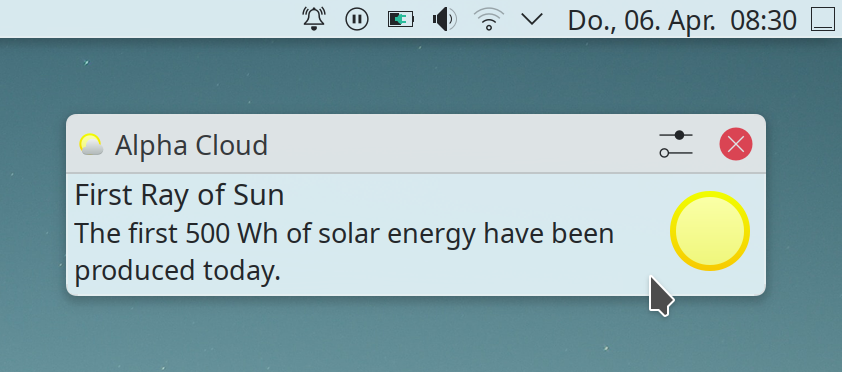 Do., 06. Apr. 08:30
Alpha Cloud
First Ray of Sun
The first 500 Wh of solar energy have been
produced today.